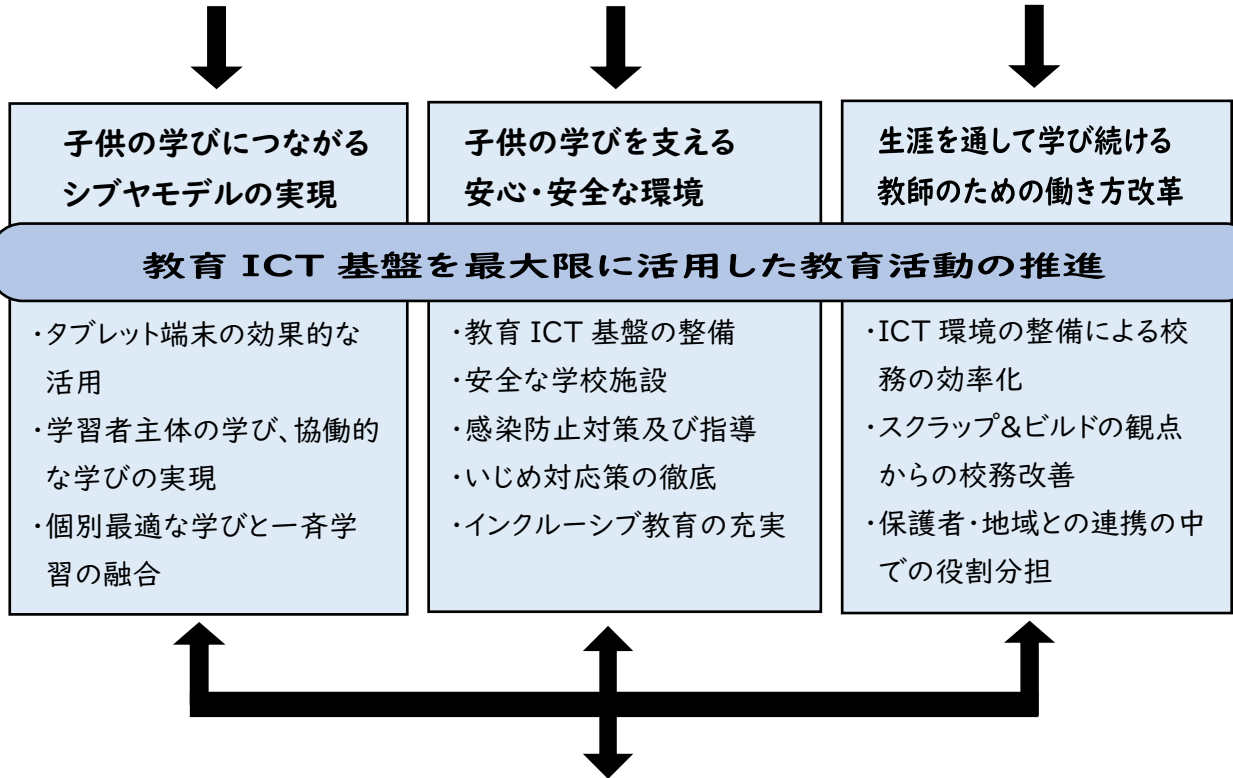 子供の学びにつながる
シブヤモデルの実現
子供の学びを支える
安心・安全な環境
生涯を通して学び続ける
教師のための働き方改革
教育 ICT 基盤を最大限に活用した教育活動の推進
・タブレット端末の効果的な
活用
・学習者主体の学び、協働的
な学びの実現
・個別最適な学びと一斉学
習の融合
・教育 ICT 基盤の整備
・安全な学校施設
・感染防止対策及び指導
・いじめ対応策の徹底
・インクルーシブ教育の充実
・ICT 環境の整備による校
務の効率化
・スクラップ&ビルドの観点
からの校務改善
・保護者・地域との連携の中
での役割分担